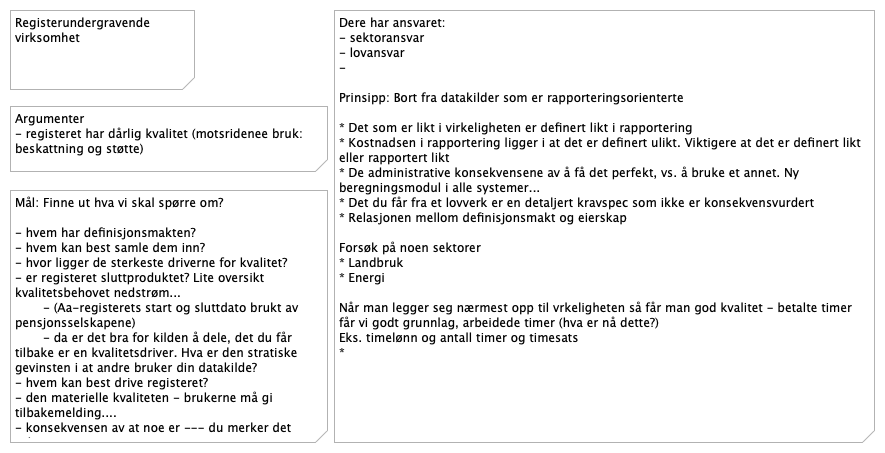 Registerundergravende
virksomhet
Argumenter
- registeret har dårlig kvalitet (motsridenee bruk:
beskattning og støtte)
Mål: Finne ut hva vi skal spørre om?
- hvem har definisjonsmakten?
- hvem kan best samle dem inn?
- hvor ligger de sterkeste driverne for kvalitet?
- er registeret sluttproduktet? Lite oversikt
kvalitetsbehovet nedstrøm...
- (Aa-registerets start og sluttdato brukt av
pensjonsselskapene)
- da er det bra for kilden å dele, det du får
tilbake er en kvalitetsdriver. Hva er den stratiske
gevinsten i at andre bruker din datakilde?
- hvem kan best drive registeret?
- den materielle kvaliteten - brukerne må gi
tilbakemelding....
- konsekvensen av at noe er --- du merker det
Dere har ansvaret:
- sektoransvar
- lovansvar
-
Prinsipp: Bort fra datakilder som er rapporteringsorienterte
* Det som er likt i virkeligheten er definert likt i rapportering
* Kostnadsen i rapportering ligger i at det er definert ulikt. Viktigere at det er definert likt
eller rapportert likt
* De administrative konsekvensene av å få det perfekt, vs. å bruke et annet. Ny
beregningsmodul i alle systemer...
* Det du får fra et lovverk er en detaljert kravspec som ikke er konsekvensvurdert
* Relasjonen mellom definisjonsmakt og eierskap
Forsøk på noen sektorer
* Landbruk
* Energi
Når man legger seg nærmest opp til vrkeligheten så får man god kvalitet - betalte timer
får vi godt grunnlag, arbeidede timer (hva er nå dette?)
Eks. timelønn og antall timer og timesats
*